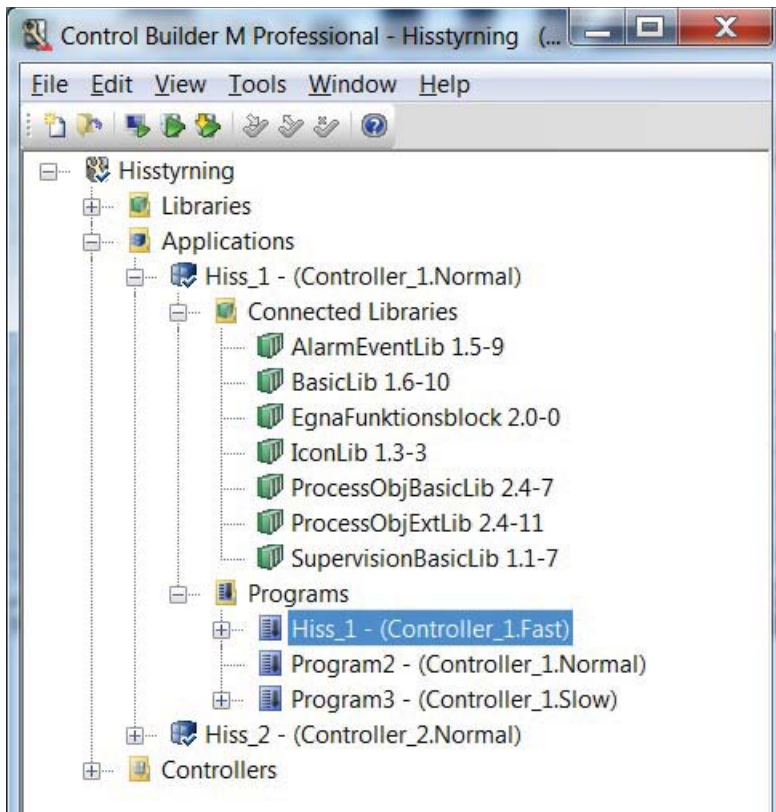 Control Builder M Professional - Hisstyrning (...
File Edit View Tools Window Help
Hisstyrning
Libraries
Applications
Hiss_1 - (Controller_1.Normal)
Connected Libraries
AlarmEventLib 1.5-9
BasicLib 1.6-10
EgnaFunktionsblock 2.0-0
IconLib 1.3-3
ProcessObjBasicLib 2.4-7
ProcessObjExtLib 2.4-11
SupervisionBasicLib 1.1-7
Programs
Hiss_1 - (Controller_1.Fast)
Program2 - (Controller_1.Normal)
Program3 - (Controller_1.Slow)
Hiss_2 - (Controller_2.Normal)
Controllers